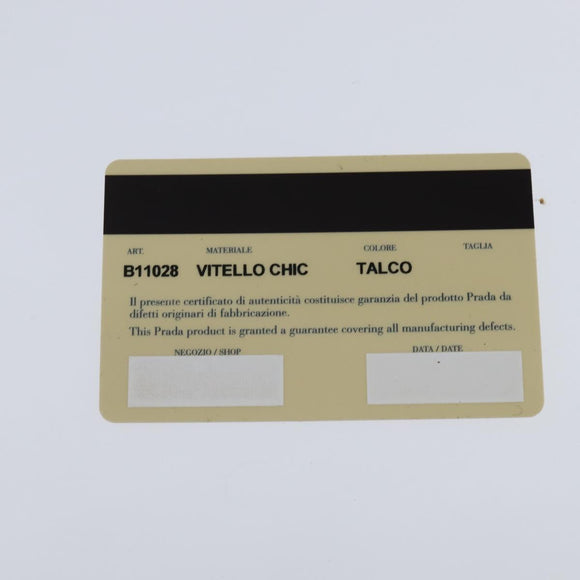 ART. MATERIALE COLORE TAGLIA
B11028 VITELLO CHIC TALCO
Il presente certificato di autenticità costituisce garanzia del prodotto Prada da
difetti originari di fabbricazione.
This Prada product is granted a guarantee covering all manufacturing defects.
NEGOZIO / SHOP DATA / DATE